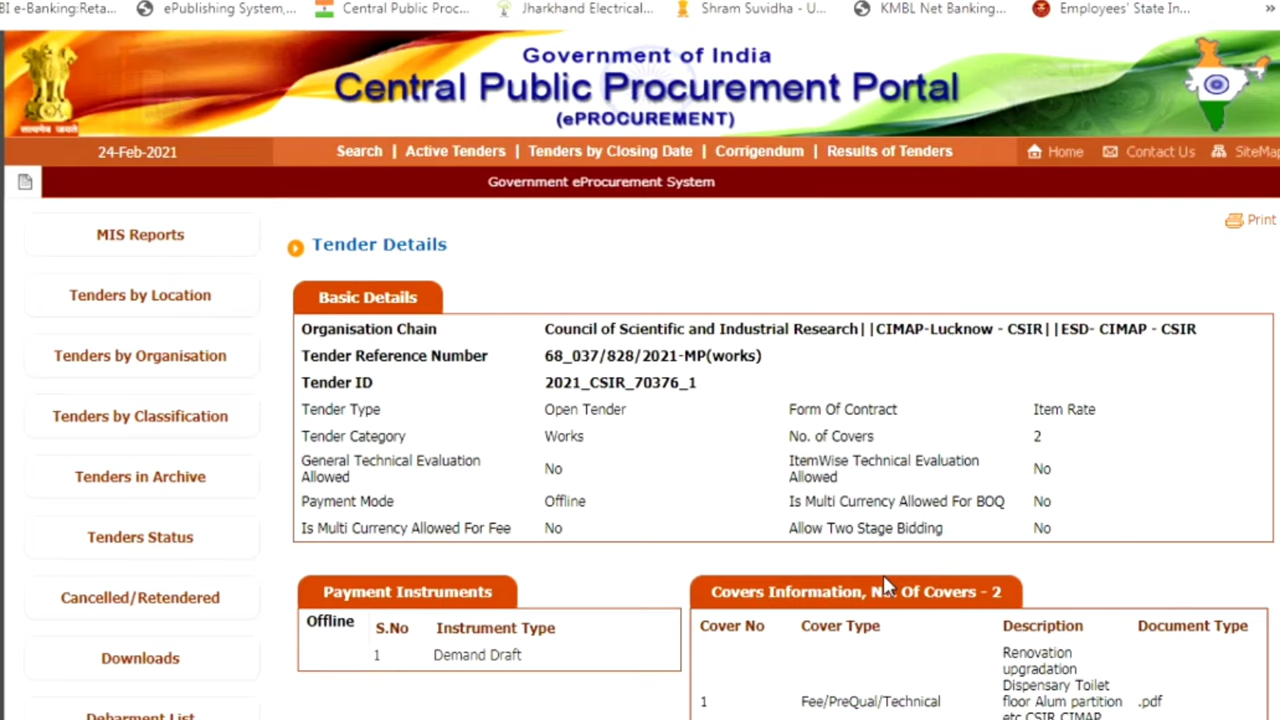 BI e-Banking:Reta... ePublishing System,... Central Public Proc... Jharkhand Electrical... Shram Suvidha - U... KMBL Net Banking... Employees' State In... »
Government of India
Central Public Procurement Portal
(ePROCUREMENT)
सत्यमेव जयते
24-Feb-2021 Search | Active Tenders | Tenders by Closing Date | Corrigendum | Results of Tenders Home Contact Us SiteMap
Government eProcurement System
Print
MIS Reports
Tenders by Location
Tenders by Organisation
Tenders by Classification
Tenders in Archive
Tenders Status
Cancelled/Retendered
Downloads
Debarment List
Tender Details
Basic Details
Organisation Chain Council of Scientific and Industrial Research||CIMAP-Lucknow - CSIR||ESD- CIMAP - CSIR
Tender Reference Number 68_037/828/2021-MP(works)
Tender ID 2021_CSIR_70376_1
Tender Type Open Tender Form Of Contract Item Rate
Tender Category Works No. of Covers 2
General Technical Evaluation Allowed No ItemWise Technical Evaluation Allowed No
Payment Mode Offline Is Multi Currency Allowed For BOQ No
Is Multi Currency Allowed For Fee No Allow Two Stage Bidding No
Payment Instruments
Offline S.No Instrument Type
1 Demand Draft
Covers Information, No. Of Covers - 2
Cover No Cover Type Description Document Type
1 Fee/PreQual/Technical Renovation
upgradation
Dispensary Toilet
floor Alum partition .pdf
etc CSIR CIMAP